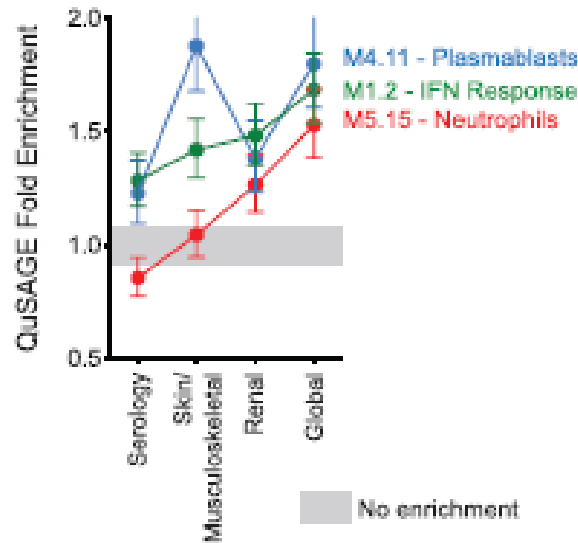 QuSAGE Fold Enrichment
2.0
1.5
1.0
0.5
M4.11 - Plasmablasts
M1.2 - IFN Response
M5.15 - Neutrophils
Serology
Skin/
Musculoskeletal
Renal
Global
No enrichment